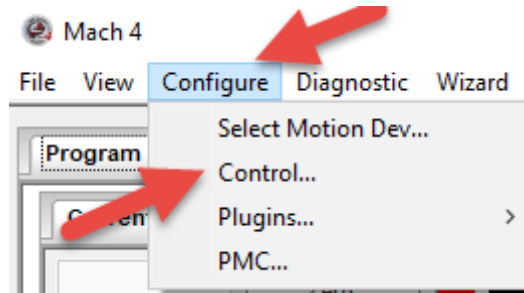 Mach 4
File View Configure Diagnostic Wizard
Select Motion Dev...
Program
Control...
Plugins...
PMC...